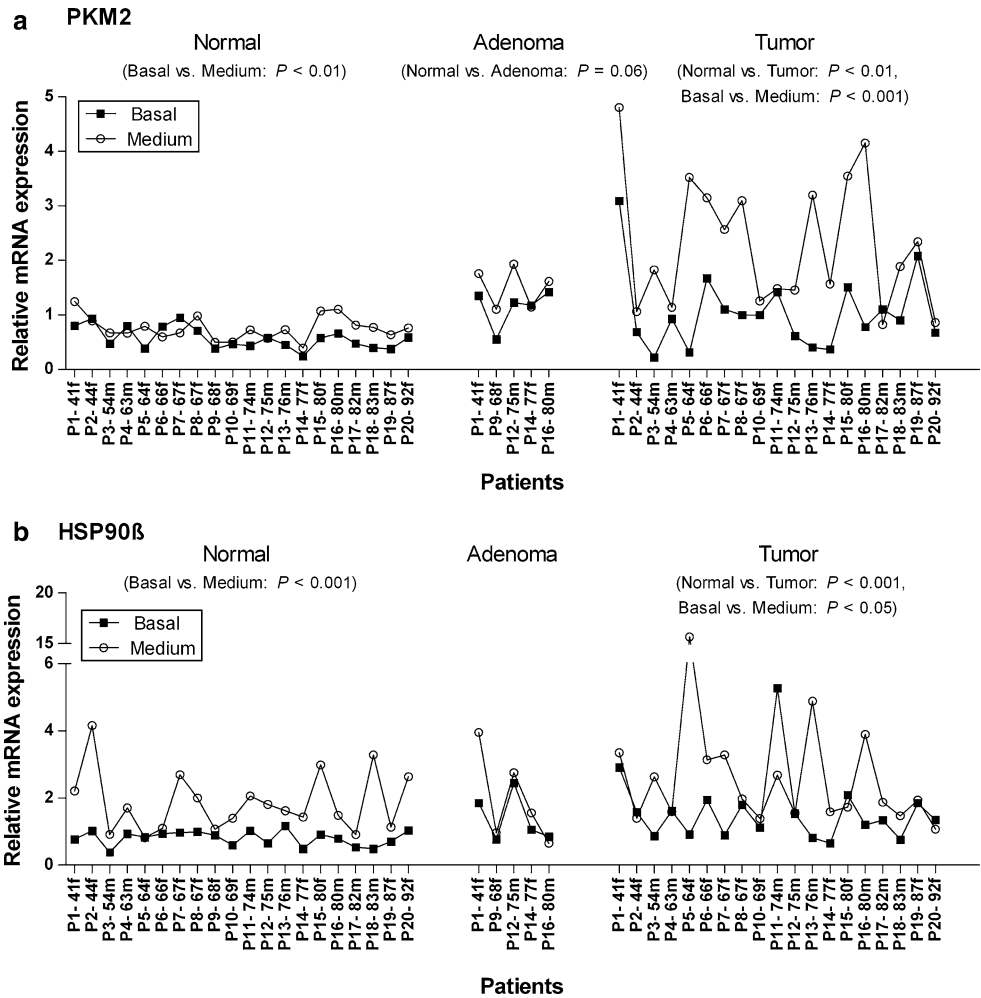 a PKM2
Normal Adenoma Tumor
(Basal vs. Medium: P < 0.01) (Normal vs. Adenoma: P = 0.06) (Normal vs. Tumor: P < 0.01,
Basal vs. Medium: P < 0.001)
Relative mRNA expression
5
4
3
2
1
0
Basal
Medium
P1- 41f P2- 44f P3- 54m P4- 63m P5- 64f P6- 66f P7- 67f P8- 67f P9- 68f P10- 69f P11- 74m P12- 75m P13- 76m P14- 77f P15- 80f P16- 80m P17- 82m P18- 83m P19- 87f P20- 92f
P1- 41f P9- 68f P12- 75m P14- 77f P16- 80m
P1- 41f P2- 44f P3- 54m P4- 63m P5- 64f P6- 66f P7- 67f P8- 67f P10- 69f P11- 74m P12- 75m P13- 76m P14- 77f P15- 80f P16- 80m P17- 82m P18- 83m P19- 87f P20- 92f
Patients
b HSP90ß
Normal Adenoma Tumor
(Basal vs. Medium: P < 0.001) (Normal vs. Tumor: P < 0.001,
Basal vs. Medium: P < 0.05)
Relative mRNA expression
20
15
6
4
2
0
Basal
Medium
P1- 41f P2- 44f P3- 54m P4- 63m P5- 64f P6- 66f P7- 67f P8- 67f P9- 68f P10- 69f P11- 74m P12- 75m P13- 76m P14- 77f P15- 80f P16- 80m P17- 82m P18- 83m P19- 87f P20- 92f
P1- 41f P9- 68f P12- 75m P14- 77f P16- 80m
P1- 41f P2- 44f P3- 54m P4- 63m P5- 64f P6- 66f P7- 67f P8- 67f P10- 69f P11- 74m P12- 75m P13- 76m P14- 77f P15- 80f P16- 80m P17- 82m P18- 83m P19- 87f P20- 92f
Patients